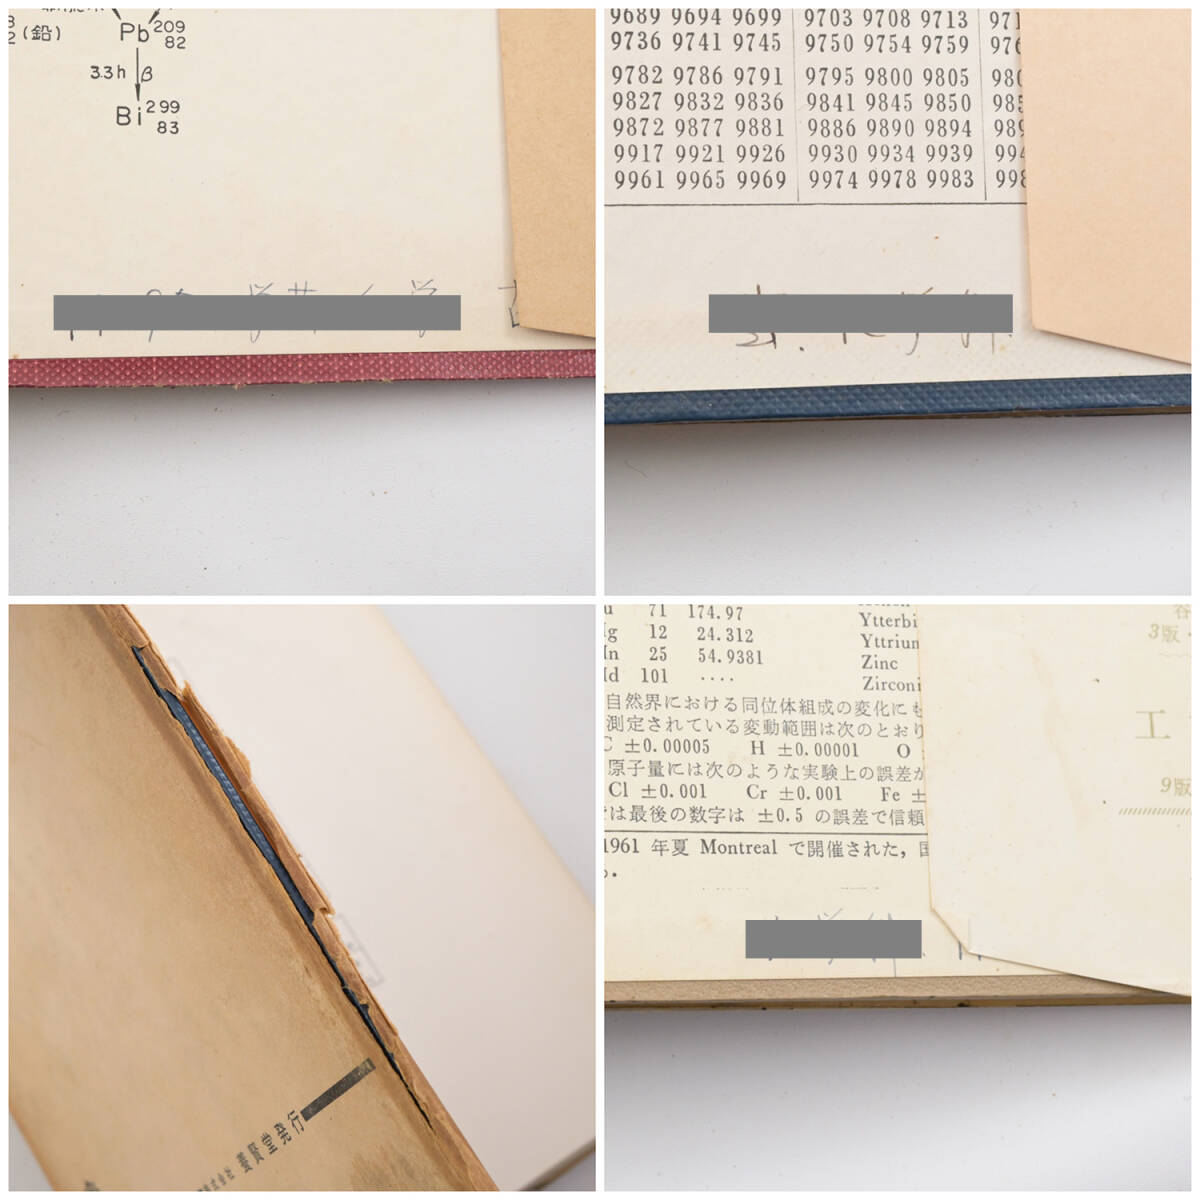 (鉛) Pb 209 82
3.3h β
Bi 299 83
9689 9694 9699 9703 9708 9713
9736 9741 9745 9750 9754 9759
9782 9786 9791 9795 9800 9805
9827 9832 9836 9841 9845 9850
9872 9877 9881 9886 9890 9894
9917 9921 9926 9930 9934 9939
9961 9965 9969 9974 9978 9983
養賢堂発行
71 174.97 Ytterbi
12 24.312 Yttrium
25 54.9381 Zinc
101 ···· Zirconi
自然界における同位体組成の変化にも
測定されている変動範囲は次のとおり
C ±0.00005 H ±0.00001 O
原子量には次のような実験上の誤差が
Cl ±0.001 Cr ±0.001 Fe ±
は最後の数字は ±0.5 の誤差で信頼
1961 年夏 Montreal で開催された，国
3版・
工
9版